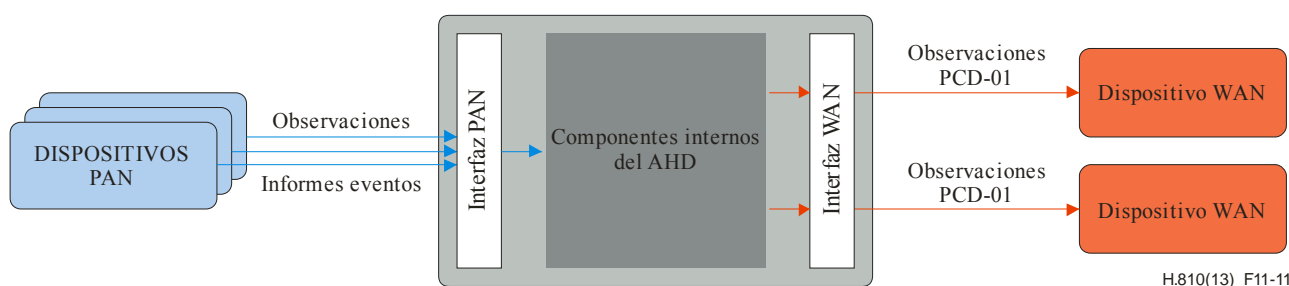 DISPOSITIVOS
PAN
Observaciones
Informes eventos
Interfaz PAN
Componentes internos
del AHD
Interfaz WAN
Observaciones
PCD-01
Dispositivo WAN
Observaciones
PCD-01
Dispositivo WAN
H.810(13)_F11-11